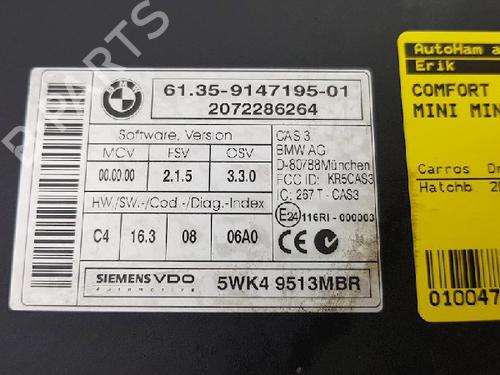 B PARTS
BMW
61.35-9147195-01
2072286264
Software, Version
MCV FSV OSV
00.00.00 2.1.5 3.3.0
HW/SW.-/Cod.-/Diag.-Index
C4 16.3 08 06A0
CAS 3
BMW AG
D-80788München
FCC ID: KR5CAS3
IC: 267 T - CAS3
E24 116RI - 000003
CE
SIEMENS VDO
Automotive
5WK4 9513MBR
AutoHam a
Erik
COMFORT
MINI MIN
Carros
Hatchb
01004